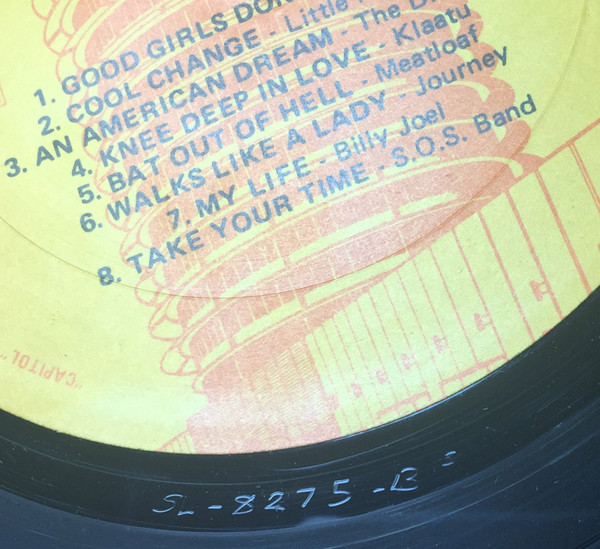 1. GOOD GIRLS
2. COOL CHANGE - Little
3. AN AMERICAN DREAM - The
4. KNEE DEEP IN LOVE - Klaatu
5. BAT OUT OF HELL - Meatloaf
6. WALKS LIKE A LADY - Journey
7. MY LIFE - Billy Joel
8. TAKE YOUR TIME - S.O.S. Band
"CAPITOL"
SL-8275-B